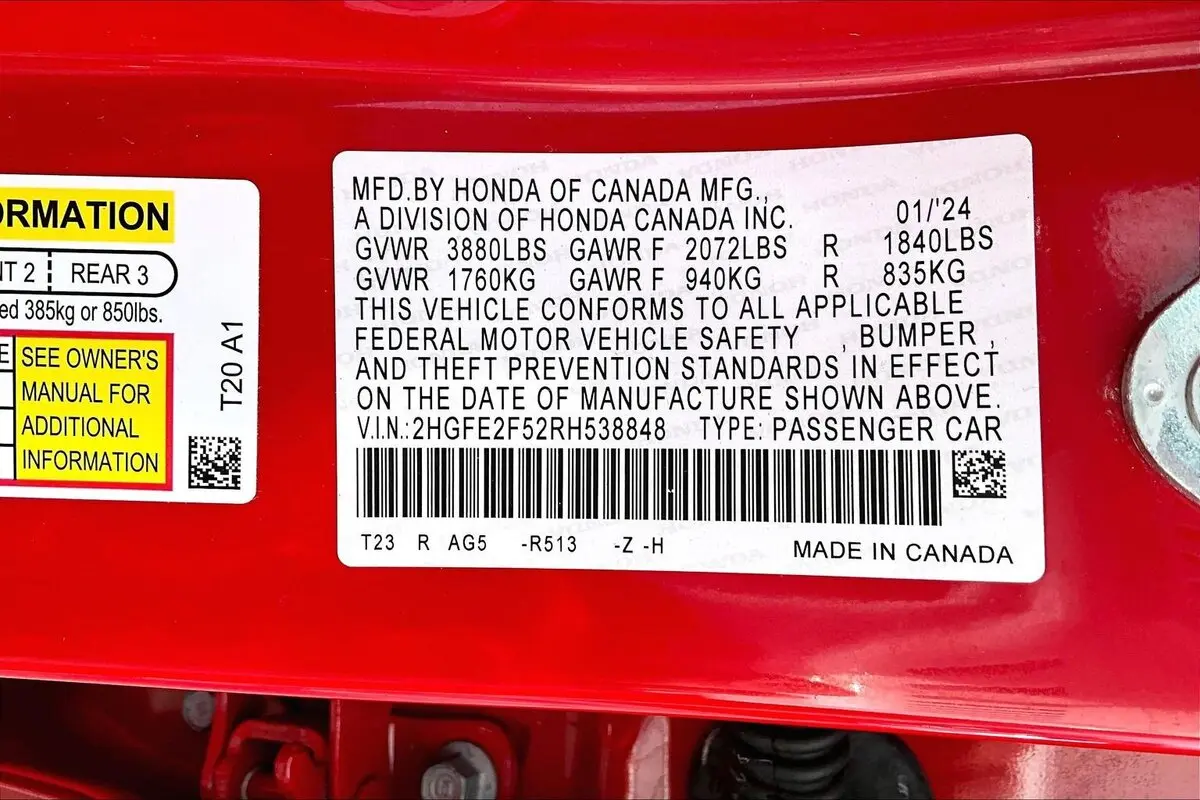 ORMATION
NT 2 REAR 3
ed 385kg or 850lbs.
E SEE OWNER'S
MANUAL FOR
ADDITIONAL
INFORMATION
T20 A1
MFD.BY HONDA OF CANADA MFG.,
A DIVISION OF HONDA CANADA INC. 01/'24
GVWR 3880LBS GAWR F 2072LBS R 1840LBS
GVWR 1760KG GAWR F 940KG R 835KG
THIS VEHICLE CONFORMS TO ALL APPLICABLE
FEDERAL MOTOR VEHICLE SAFETY , BUMPER ,
AND THEFT PREVENTION STANDARDS IN EFFECT
ON THE DATE OF MANUFACTURE SHOWN ABOVE.
V.I.N.:2HGFE2F52RH538848 TYPE: PASSENGER CAR
T23 R AG5 -R513 -Z -H MADE IN CANADA